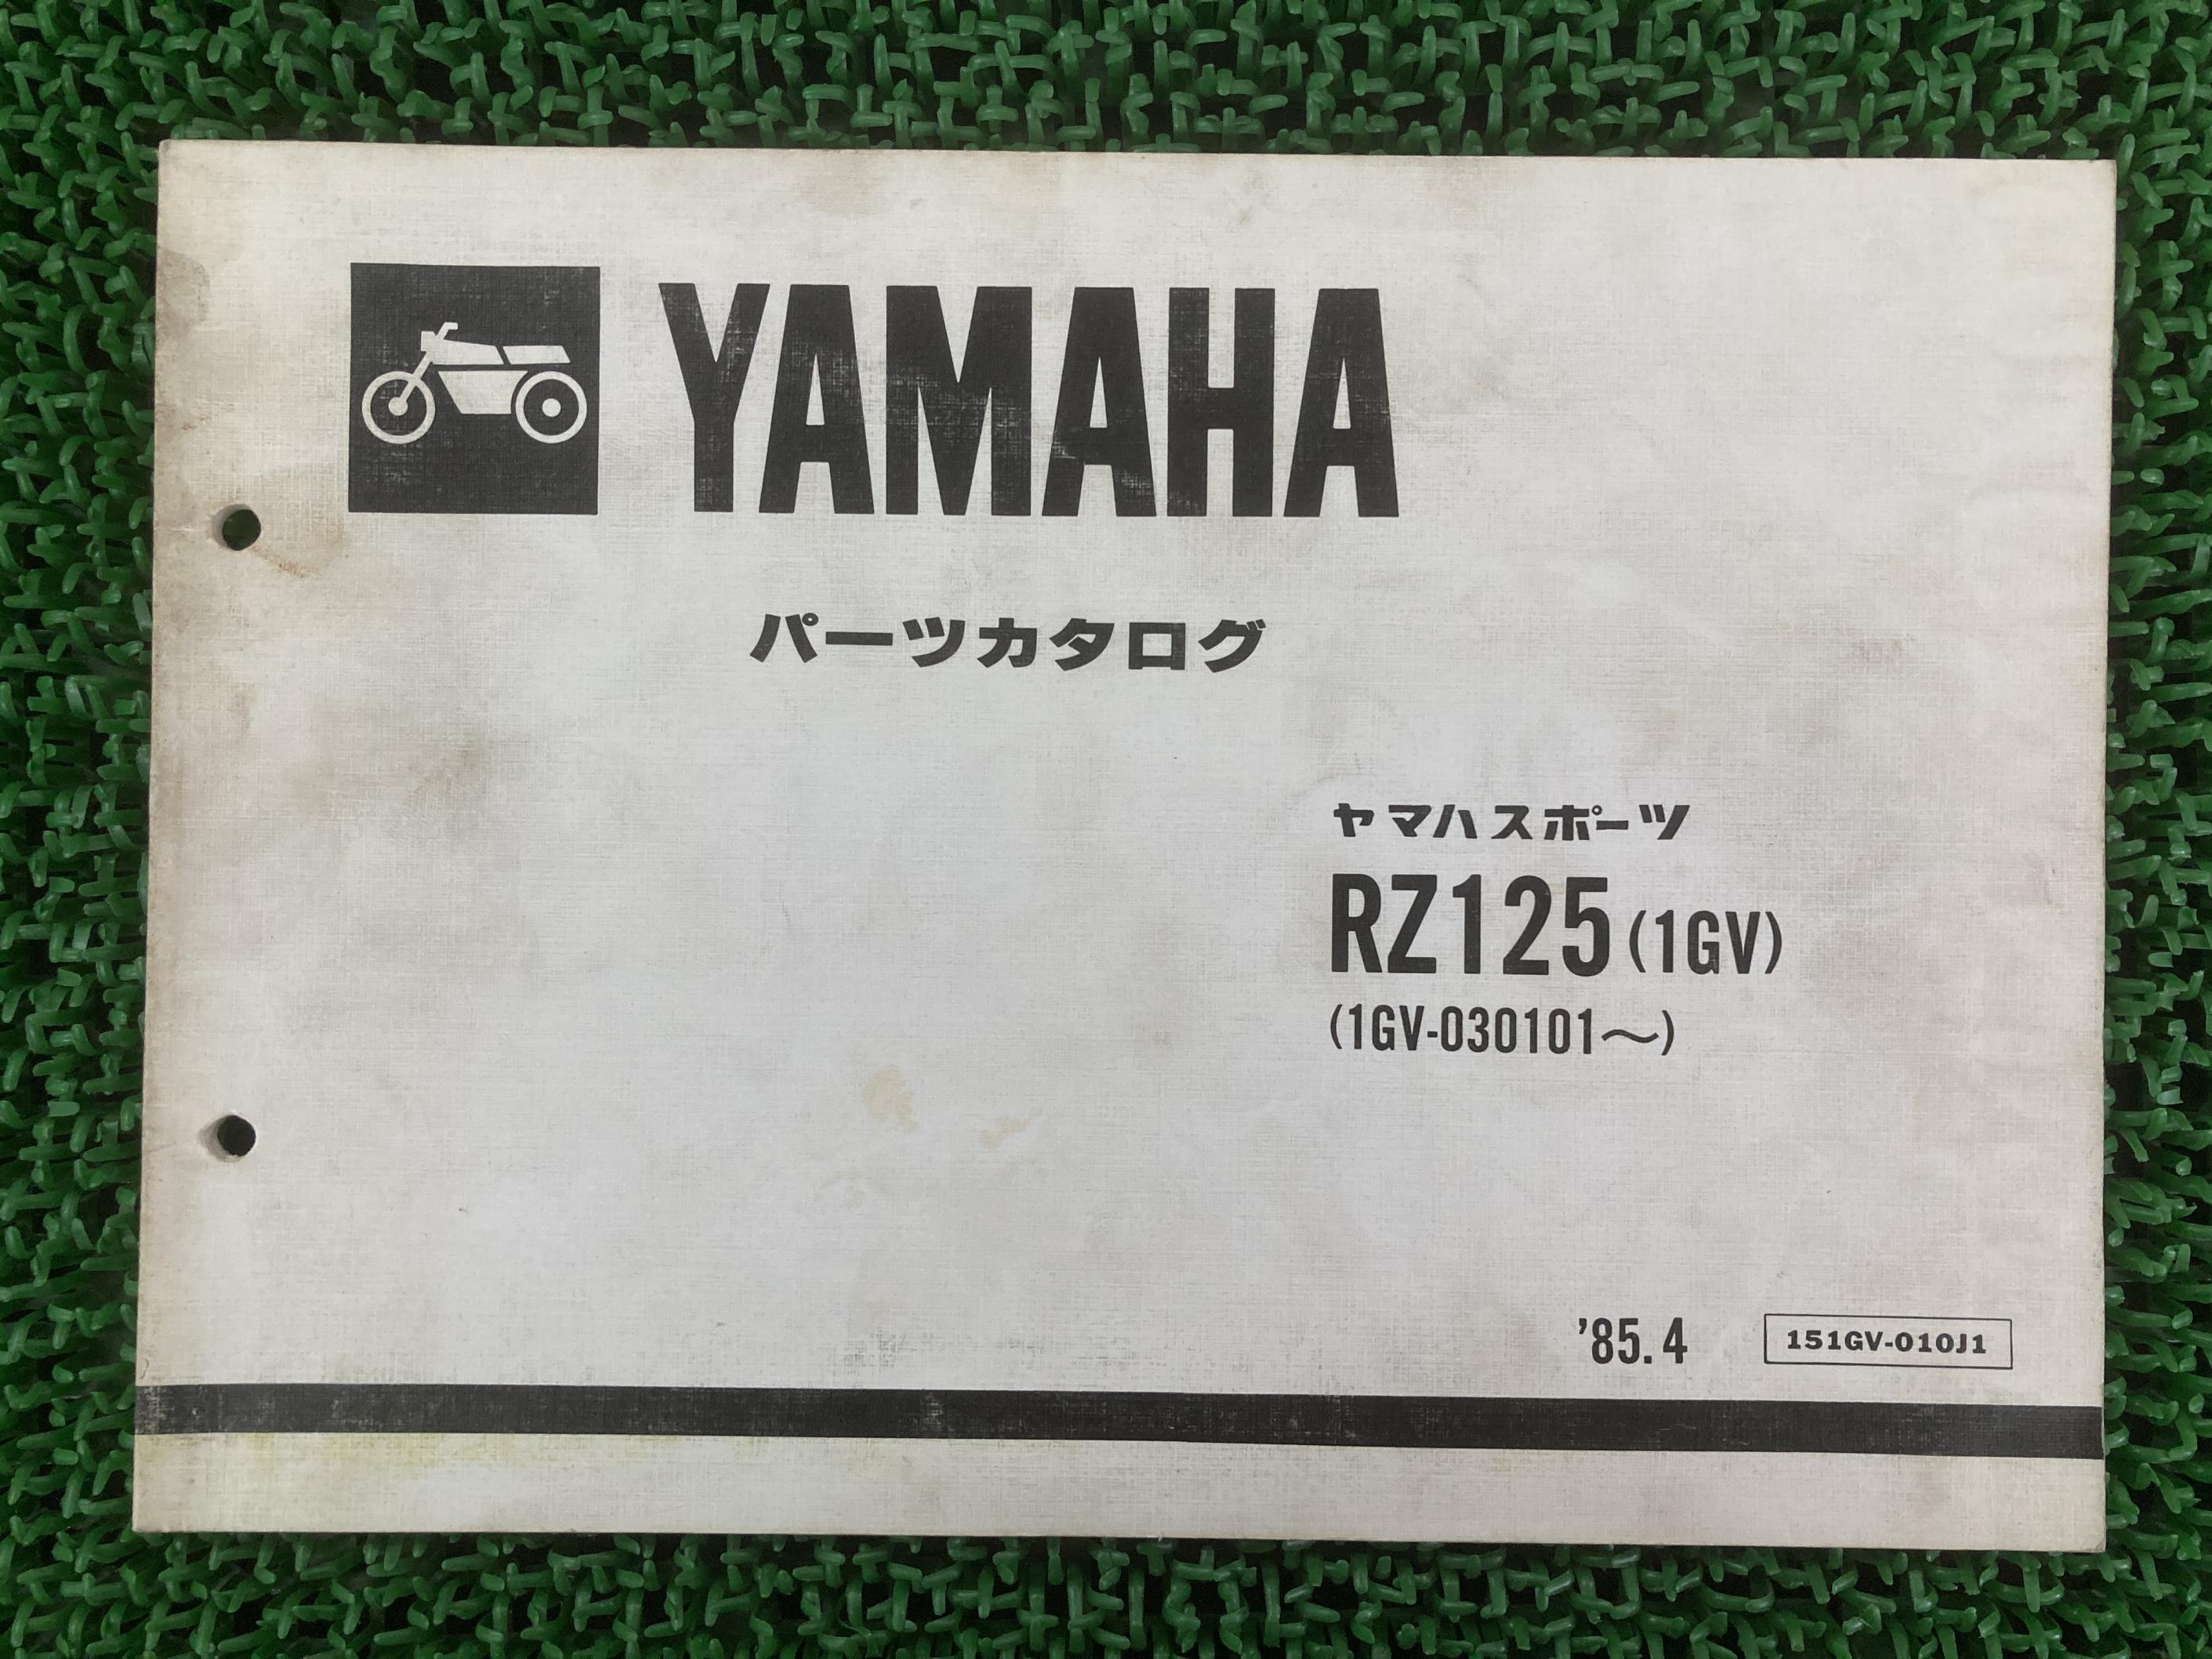 YAMAHA
パーツカタログ
ヤマハスポーツ
RZ125(1GV)
(1GV-030101〜)
'85.4 151GV-010J1